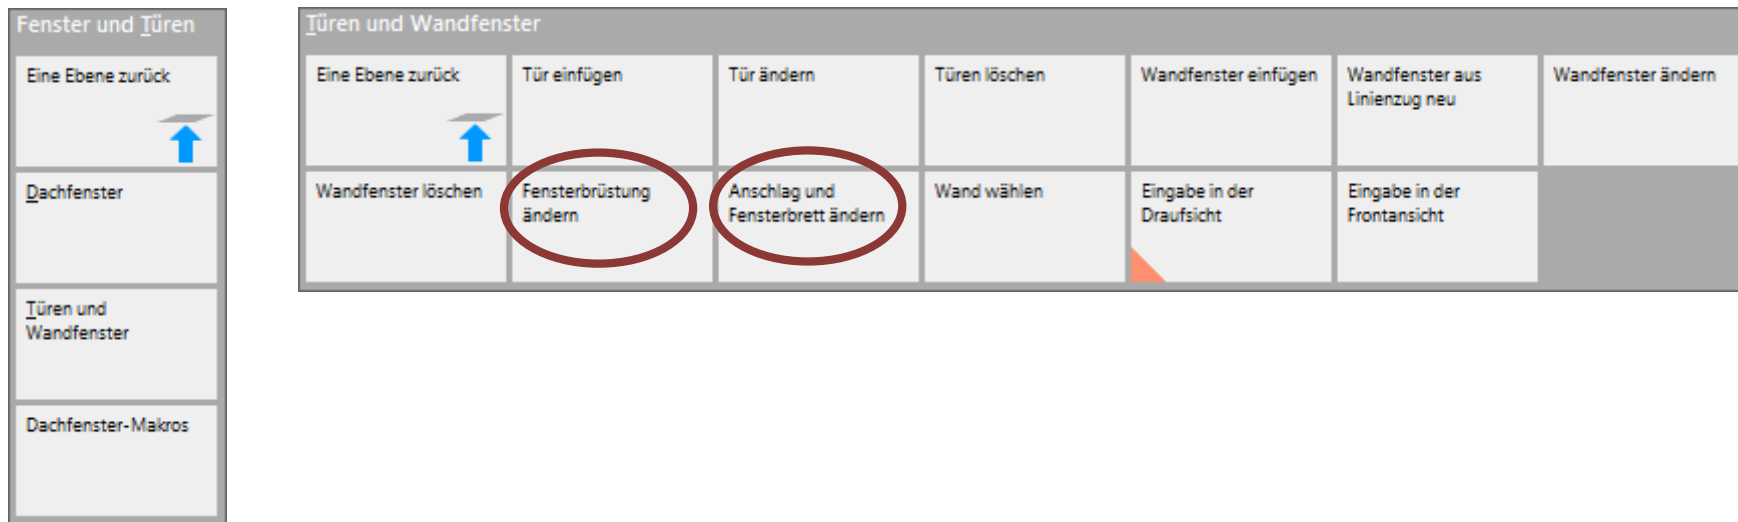 Fenster und Türen
Eine Ebene zurück
Dachfenster
Türen und
Wandfenster
Dachfenster-Makros
Türen und Wandfenster
Eine Ebene zurück
Tür einfügen
Tür ändern
Türen löschen
Wandfenster einfügen
Wandfenster aus
Linienzug neu
Wandfenster ändern
Wandfenster löschen
Fensterbrüstung
ändern
Anschlag und
Fensterbrett ändern
Wand wählen
Eingabe in der
Draufsicht
Eingabe in der
Frontansicht